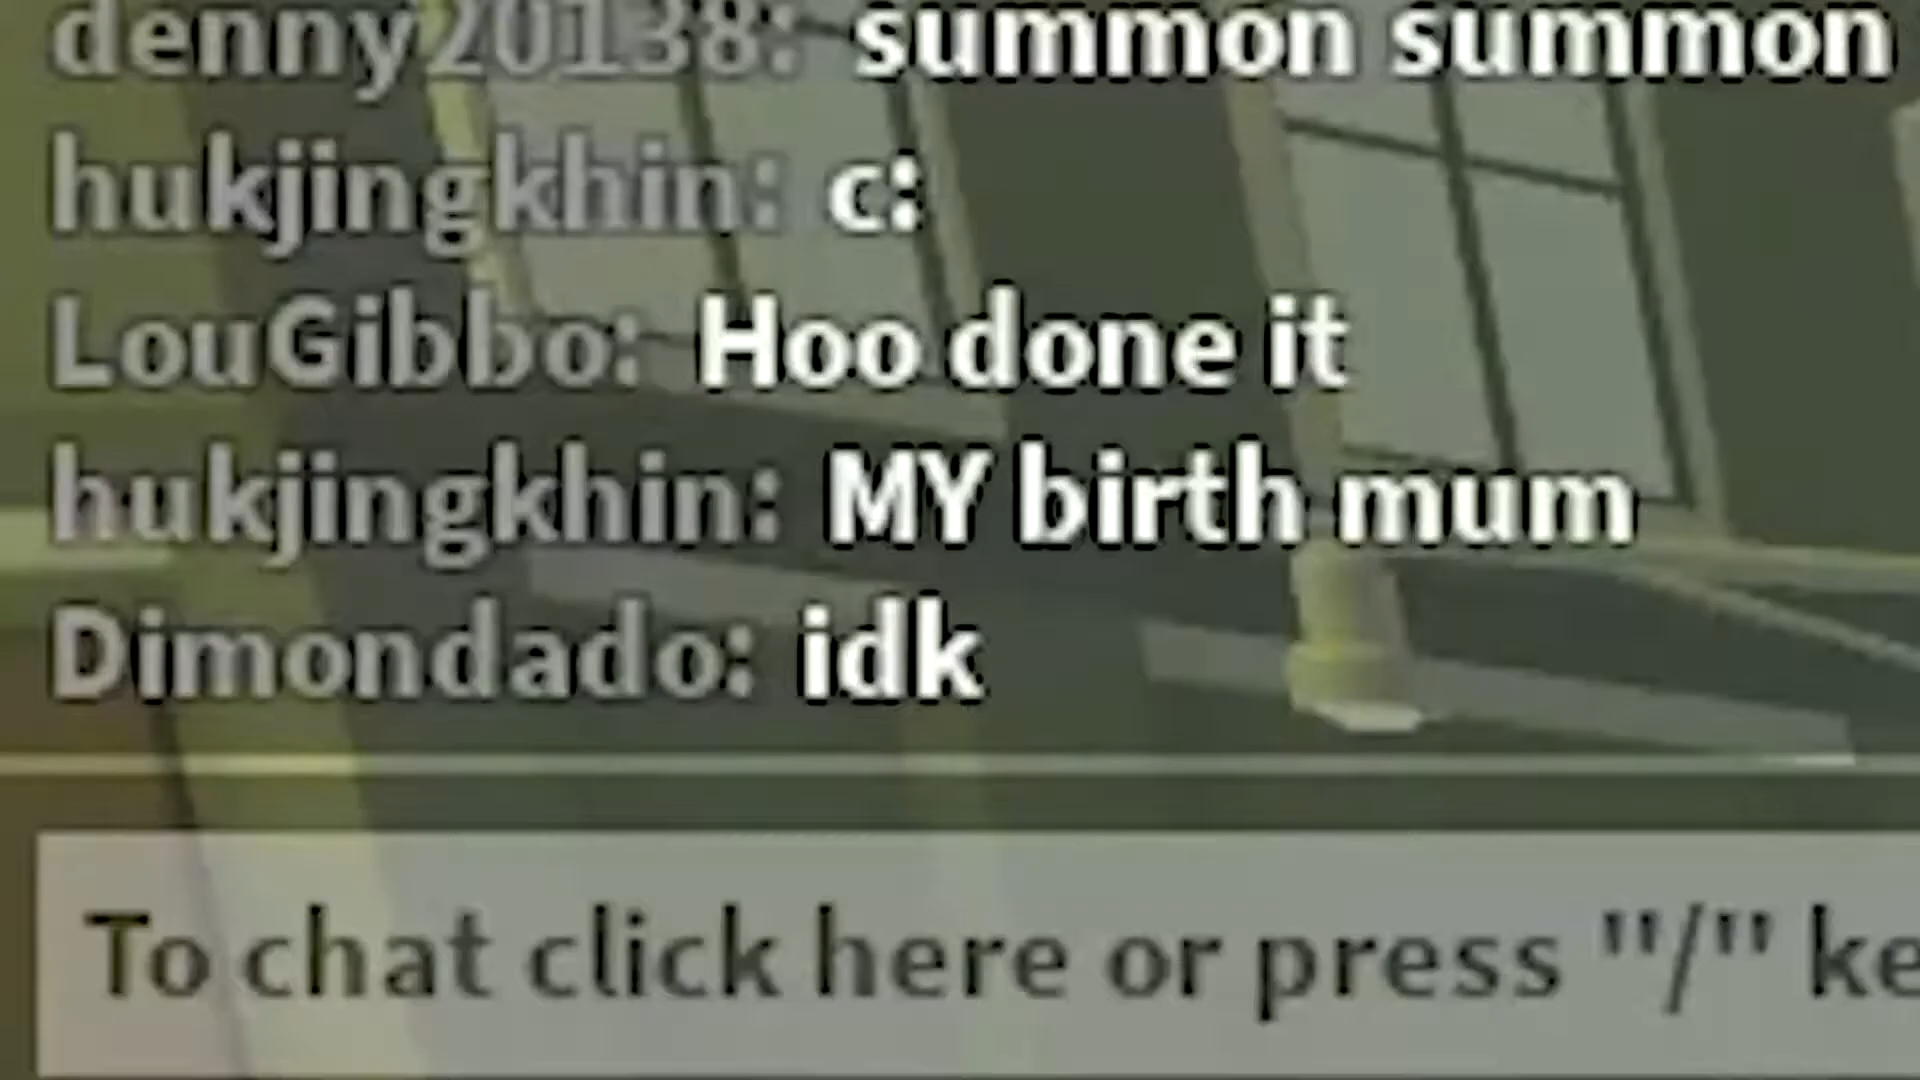 denny20138: summon summon
hukjingkhin: c:
LouGibbo: Hoo done it
hukjingkhin: MY birth mum
Dimondado: idk
To chat click here or press "/" ke